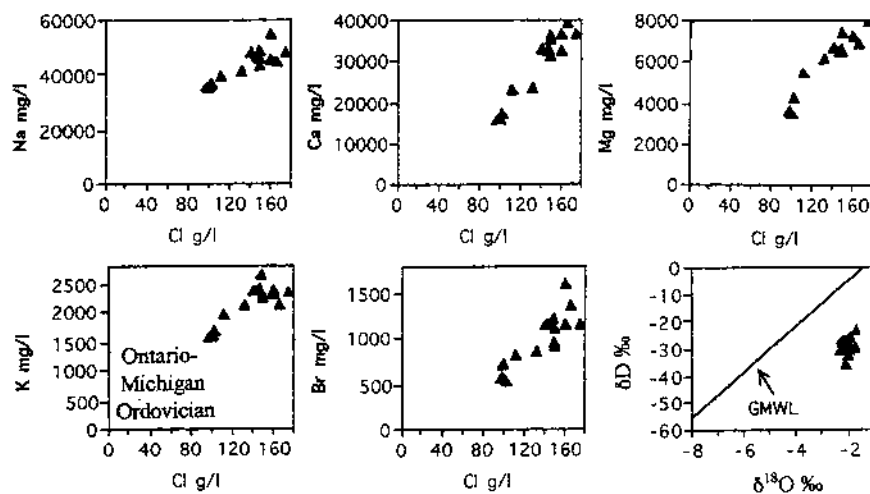 60000
40000
20000
0
Na mg/l
0 40 80 120 160
Cl g/l
40000
30000
20000
10000
0
Ca mg/l
0 40 80 120 160
Cl g/l
8000
6000
4000
2000
0
Mg mg/l
0 40 80 120 160
Cl g/l
2500
2000
1500
500
0
K mg/l
Ontario-
Michigan
Ordovician
0 40 80 120 160
Cl g/l
1500
1000
500
0
Br mg/l
0 40 80 120 160
Cl g/l
0
-10
-20
-30
-40
-50
-60
δD ‰
GMWL
-8 -6 -4 -2
δ¹⁸O ‰